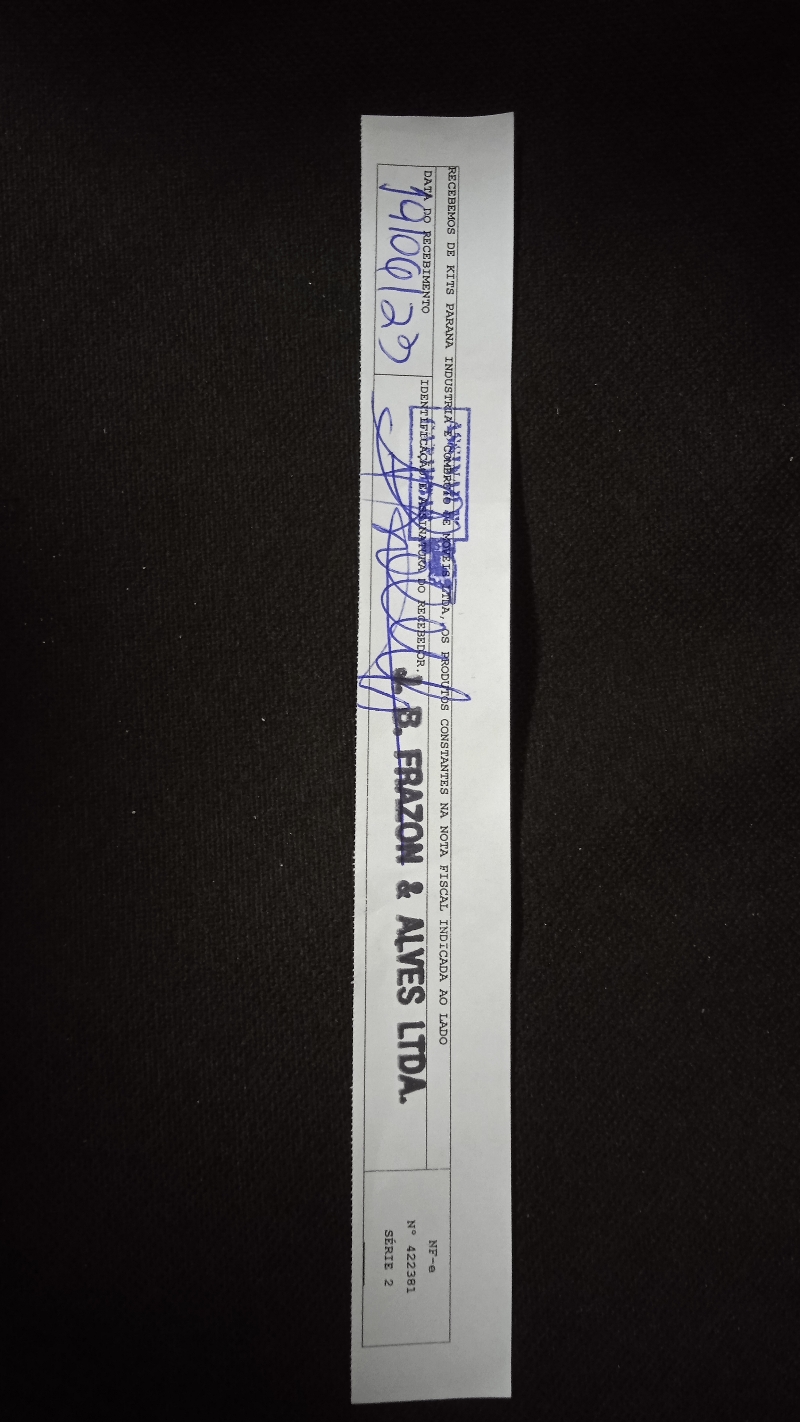 RECEBEMOS DE KITS PARANA INDUSTRIA E COMERCIO DE MOVEIS LTDA, OS PRODUTOS CONSTANTES NA NOTA FISCAL INDICADA AO LADO
DATA DO RECEBIMENTO
19/06/23
IDENTIFICAÇÃO E ASSINATURA DO RECEBEDOR.
J. B. FRAZON & ALVES LTDA.
NF-e
Nº 422381
SÉRIE 2